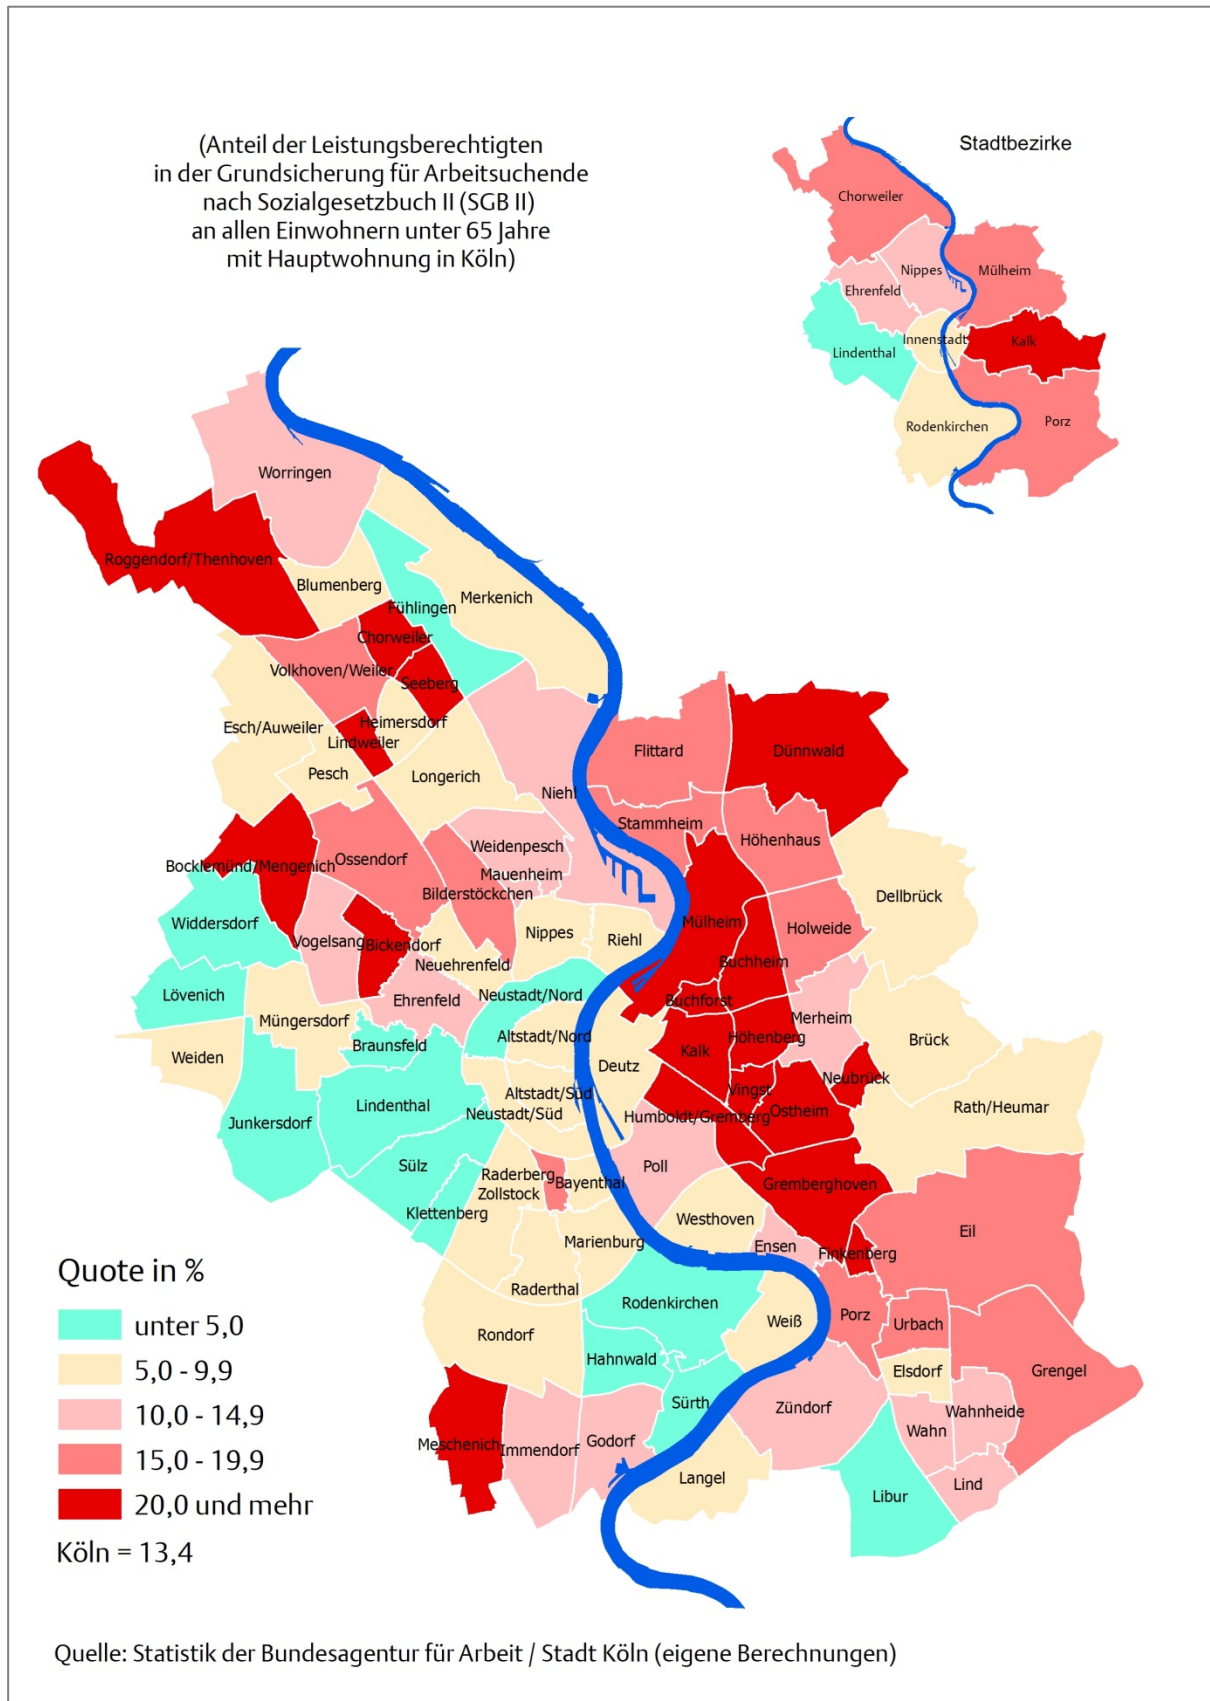 (Anteil der Leistungsberechtigten
in der Grundsicherung für Arbeitsuchende
nach Sozialgesetzbuch II (SGB II)
an allen Einwohnern unter 65 Jahre
mit Hauptwohnung in Köln)
Stadtbezirke
Chorweiler
Nippes
Mülheim
Ehrenfeld
Innenstadt
Kalk
Lindenthal
Rodenkirchen
Porz
Worringen
Roggendorf/Thenhoven
Blumenberg
Fühlingen
Merkenich
Chorweiler
Volkhoven/Weiler
Seeberg
Esch/Auweiler
Heimersdorf
Lindweiler
Pesch
Longerich
Niehl
Flittard
Dünnwald
Stammheim
Höhenhaus
Weidenpesch
Ossendorf
Bocklemünd/Mengenich
Mauenheim
Bilderstöckchen
Dellbrück
Widdersdorf
Mülheim
Holweide
Vogelsang
Bickendorf
Nippes
Riehl
Neuehrenfeld
Buchheim
Lövenich
Ehrenfeld
Neustadt/Nord
Buchforst
Müngersdorf
Merheim
Altstadt/Nord
Höhenberg
Brück
Braunsfeld
Kalk
Weiden
Deutz
Neubrück
Rath/Heumar
Vingst
Altstadt/Süd
Lindenthal
Neustadt/Süd
Humboldt/Gremberg
Ostheim
Junkersdorf
Sülz
Poll
Raderberg
Zollstock
Bayenthal
Gremberghoven
Klettenberg
Westhoven
Eil
Marienburg
Ensen
Finkenberg
Raderthal
Rodenkirchen
Weiß
Porz
Urbach
Rondorf
Hahnwald
Elsdorf
Grengel
Sürth
Zündorf
Wahnheide
Wahn
Meschenich
Immendorf
Godorf
Langel
Lind
Libur
Quote in %
unter 5,0
5,0 - 9,9
10,0 - 14,9
15,0 - 19,9
20,0 und mehr
Köln = 13,4
Quelle: Statistik der Bundesagentur für Arbeit / Stadt Köln (eigene Berechnungen)